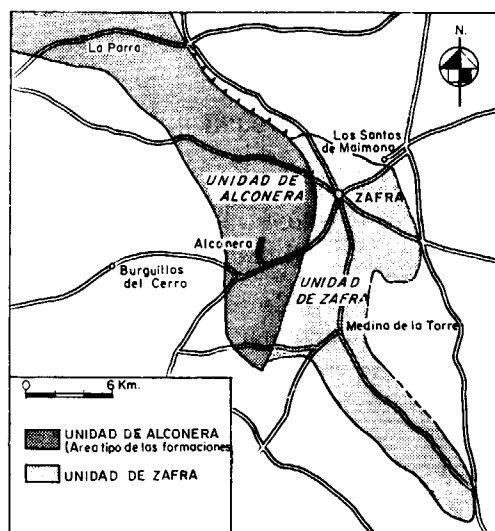 N.
La Parra
Los Santos
de Maimona
UNIDAD DE
ALCONERA
ZAFRA
Alconera
Burguillos
del Cerro
UNIDAD
DE ZAFRA
Medina de la Torre
0 6 Km.
UNIDAD DE ALCONERA
(Area tipo de las formaciones
UNIDAD DE ZAFRA